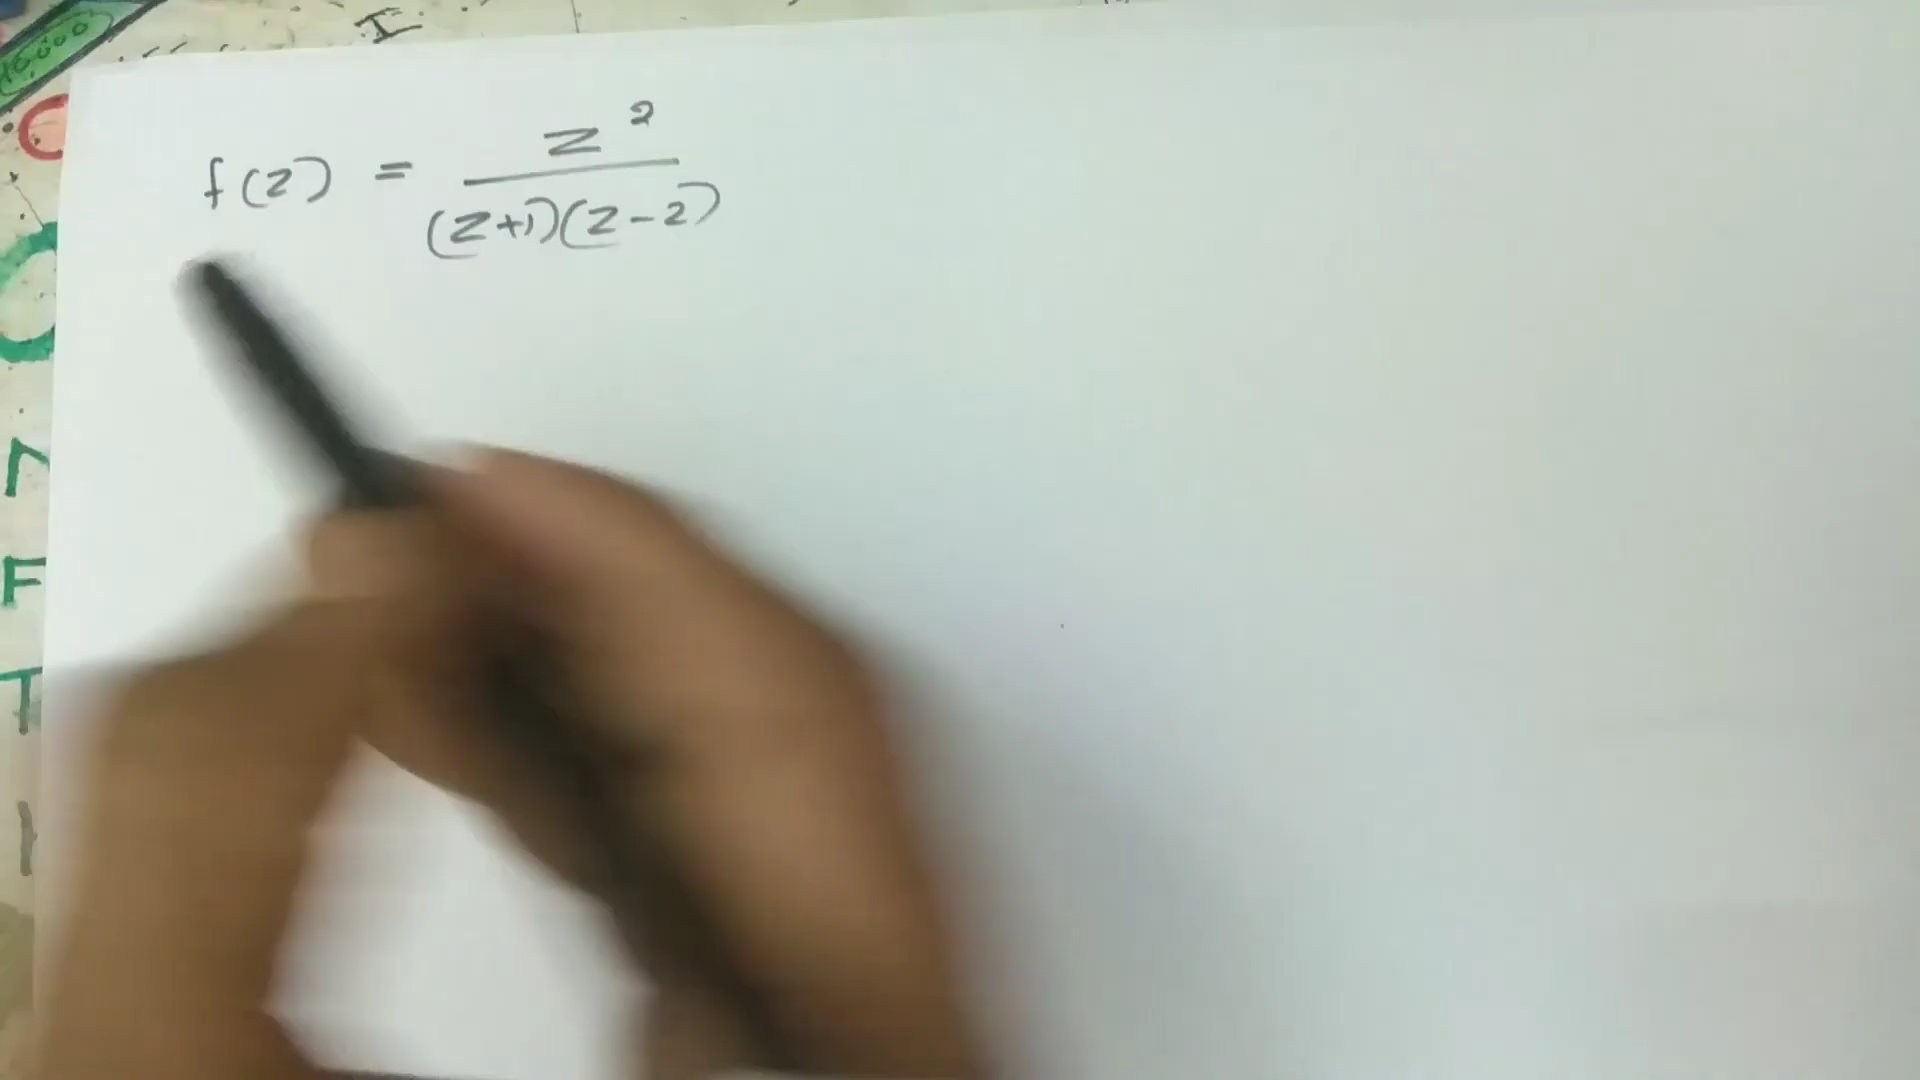 f(z) = z² / (z+1)(z-2)